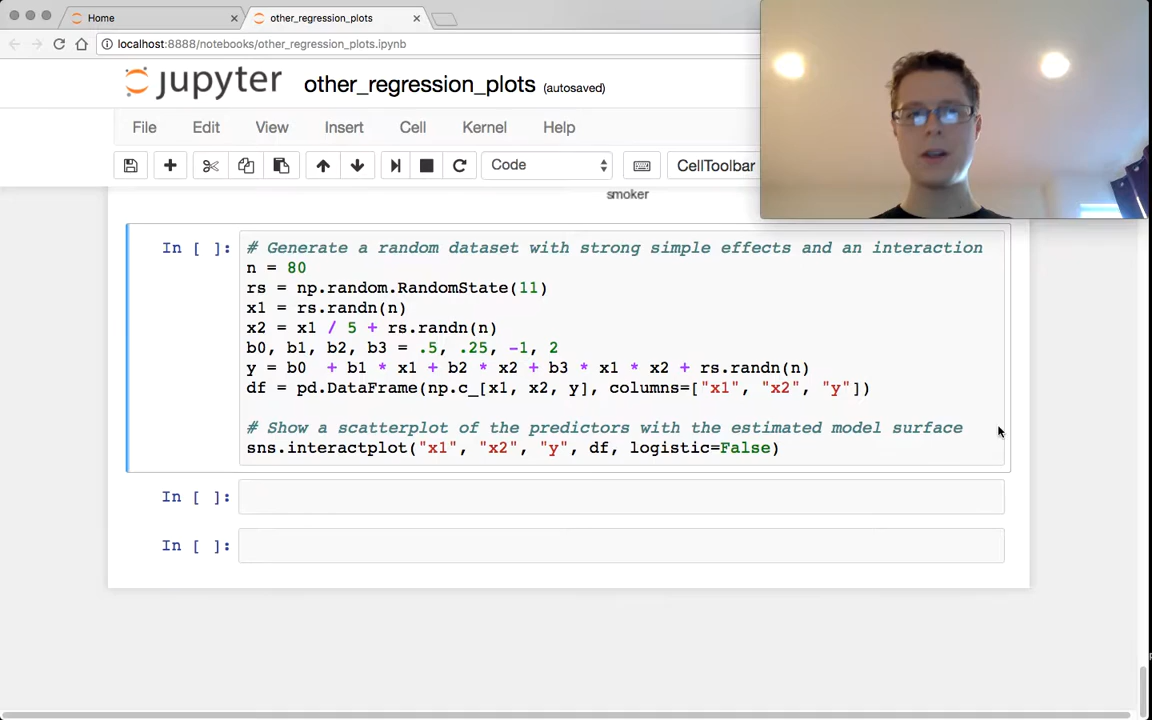 Home
other_regression_plots
localhost:8888/notebooks/other_regression_plots.ipynb
jupyter other_regression_plots (autosaved)
File Edit View Insert Cell Kernel Help
Code CellToolbar
smoker
In [ ]:
# Generate a random dataset with strong simple effects and an interaction
n = 80
rs = np.random.RandomState(11)
x1 = rs.randn(n)
x2 = x1 / 5 + rs.randn(n)
b0, b1, b2, b3 = .5, .25, -1, 2
y = b0  + b1 * x1 + b2 * x2 + b3 * x1 * x2 + rs.randn(n)
df = pd.DataFrame(np.c_[x1, x2, y], columns=["x1", "x2", "y"])
# Show a scatterplot of the predictors with the estimated model surface
sns.interactplot("x1", "x2", "y", df, logistic=False)
In [ ]:
In [ ]: